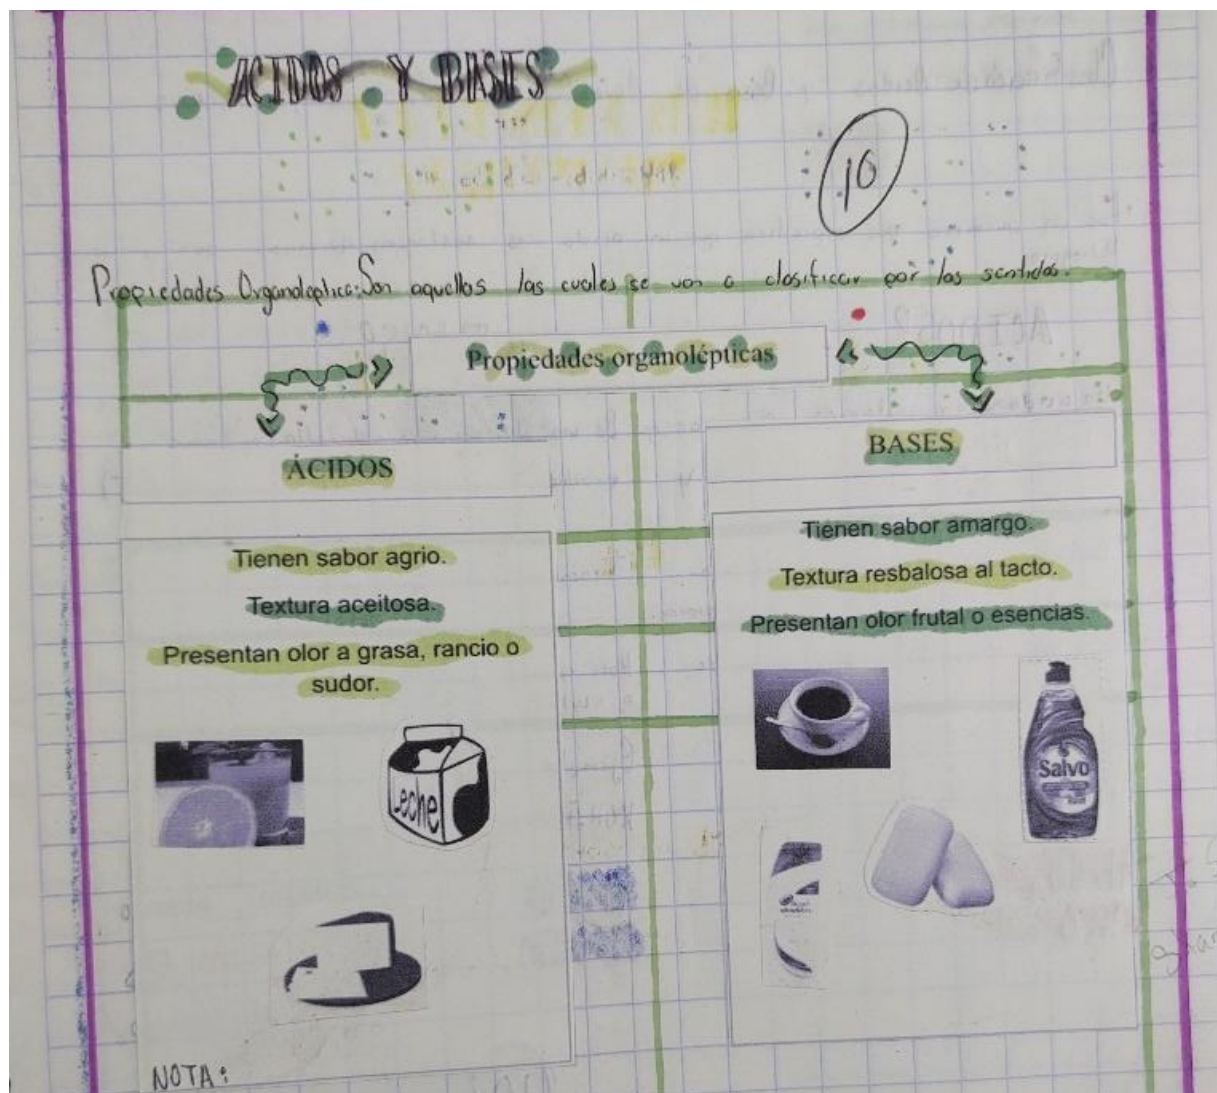 ACIDOS Y BASES
10
Propiedades Organoleptica: Son aquellas las cuales se van a clasificar por los sentidos.
Propiedades organolépticas
ÁCIDOS
BASES
Tienen sabor agrio.
Textura aceitosa.
Presentan olor a grasa, rancio o
sudor.
Leche
Tienen sabor amargo.
Textura resbalosa al tacto.
Presentan olor frutal o esencias.
Salvo
NOTA: